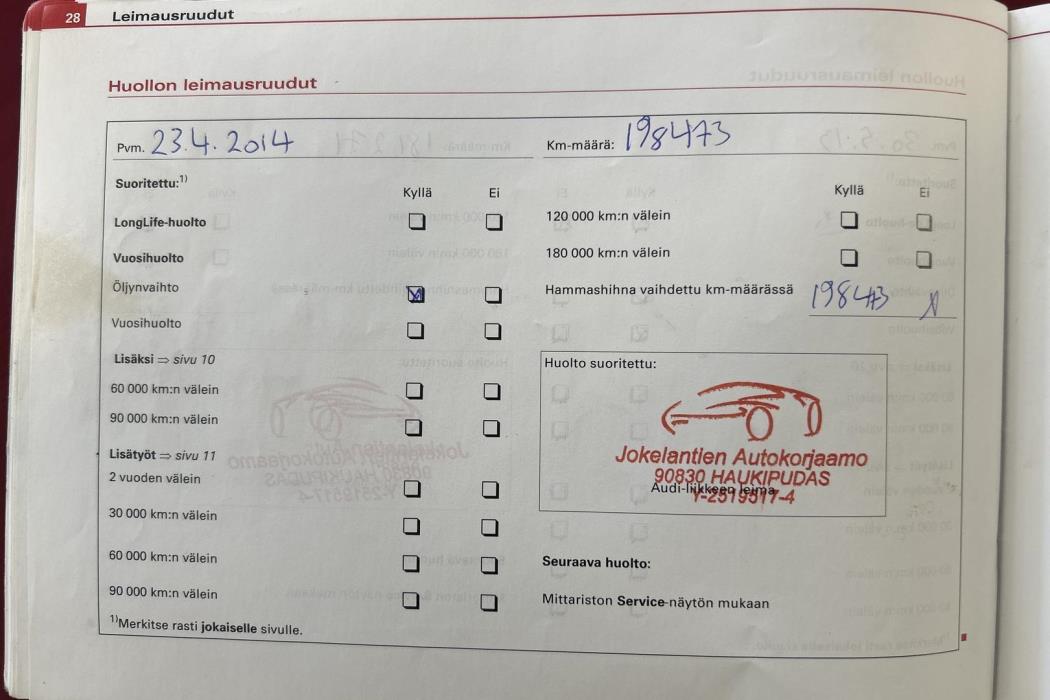 28 Leimausruudut
Huollon leimausruudut
Pvm. 23.4.2014
Km-määrä: 198473
Suoritettu:1)
Kyllä Ei
LongLife-huolto
Vuosihuolto
Öljynvaihto
Vuosihuolto
Lisäksi ⇒ sivu 10
60 000 km:n välein
90 000 km:n välein
Lisätyöt ⇒ sivu 11
2 vuoden välein
30 000 km:n välein
60 000 km:n välein
90 000 km:n välein
1)Merkitse rasti jokaiselle sivulle.
Kyllä Ei
120 000 km:n välein
180 000 km:n välein
Hammashihna vaihdettu km-määrässä 198473
Huolto suoritettu:
Jokelantien Autokorjaamo
90830 HAUKIPUDAS
Audi-liikkeen leima
Y-2519517-4
Seuraava huolto:
Mittariston Service-näytön mukaan